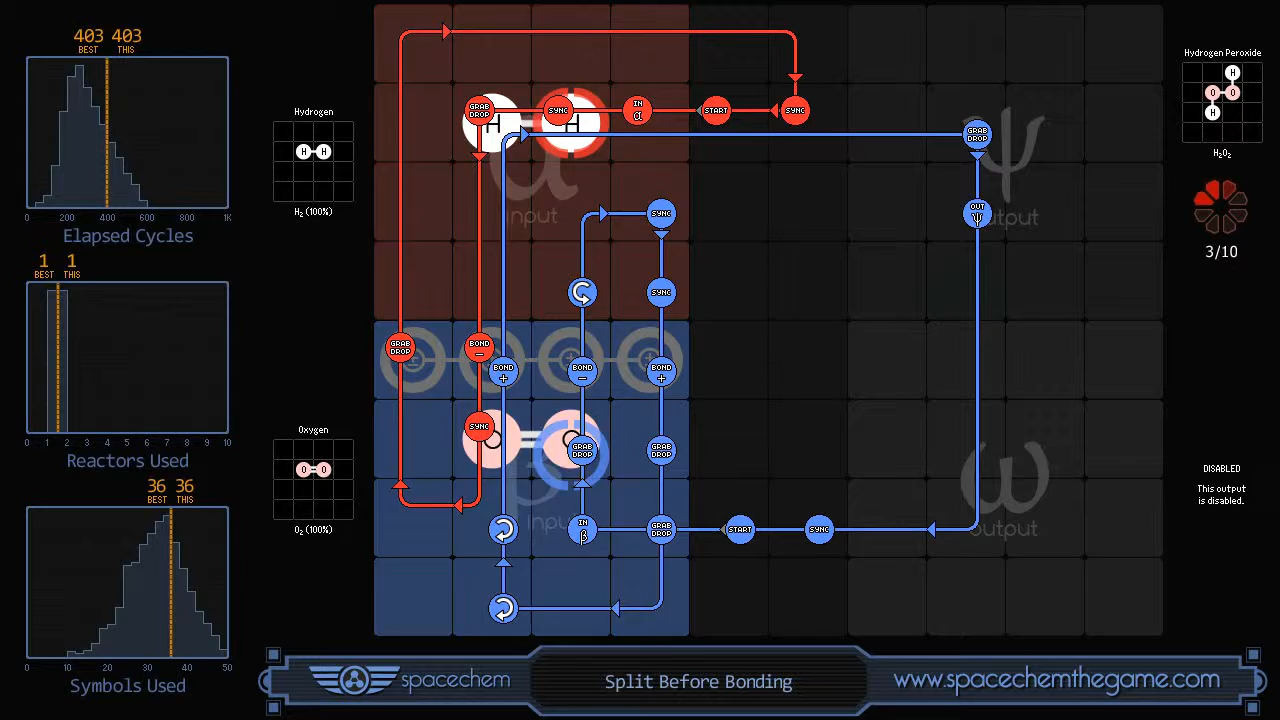 403 403
BEST THIS
0 200 400 600 800 1K
Elapsed Cycles
1 1
BEST THIS
0 1 2 3 4 5 6 7 8 9 10
Reactors Used
36 36
BEST THIS
0 10 20 30 40 50
Symbols Used
Hydrogen
H H
H₂ (100%)
Oxygen
O O
O₂ (100%)
GRAB DROP
H
SYNC
H
IN α
START
SYNC
GRAB DROP
α
input
ψ
output
SYNC
OUT ψ
SYNC
GRAB DROP
BOND −
BOND +
BOND −
BOND +
SYNC
O
O
GRAB DROP
GRAB DROP
β
input
ω
output
IN β
GRAB DROP
START
SYNC
Hydrogen Peroxide
H
O O
H
H₂O₂
3/10
DISABLED
This output
is disabled.
spacechem
Split Before Bonding
www.spacechemthegame.com